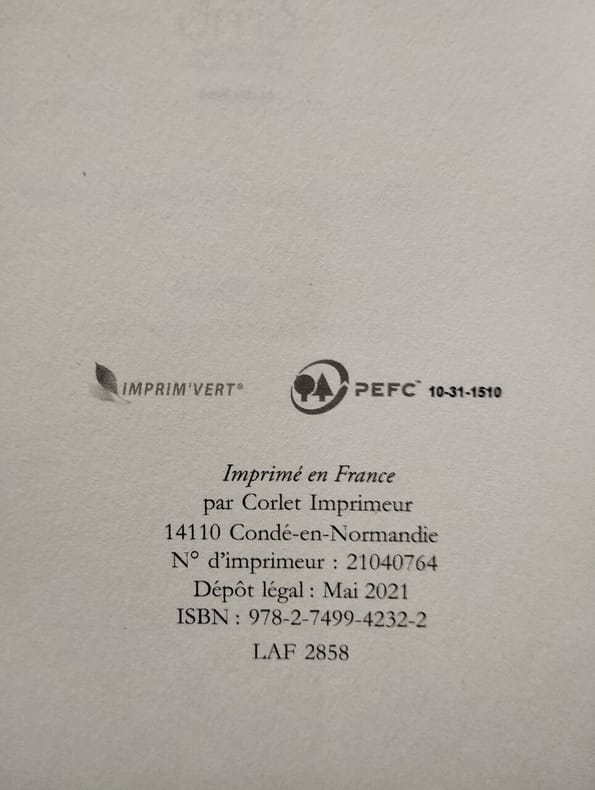 IMPRIM'VERT®
PEFC™ 10-31-1510
Imprimé en France
par Corlet Imprimeur
14110 Condé-en-Normandie
N° d'imprimeur : 21040764
Dépôt légal : Mai 2021
ISBN : 978-2-7499-4232-2
LAF 2858